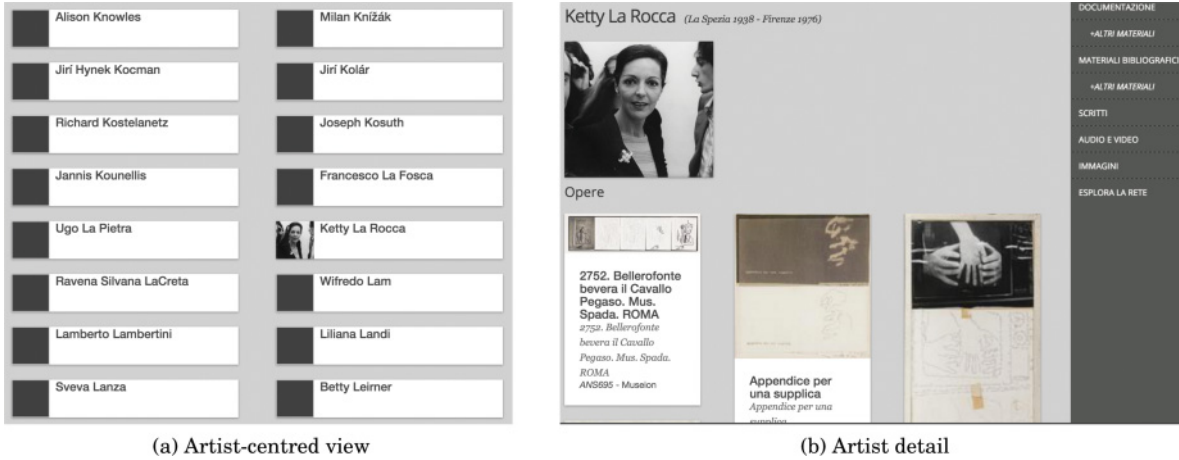 Alison Knowles
Milan Knížák
Jirí Hynek Kocman
Jirí Kolár
Richard Kostelanetz
Joseph Kosuth
Jannis Kounellis
Francesco La Fosca
Ugo La Pietra
Ketty La Rocca
Ravena Silvana LaCreta
Wifredo Lam
Lamberto Lambertini
Liliana Landi
Sveva Lanza
Betty Leirner
(a) Artist-centred view
Ketty La Rocca (La Spezia 1938 - Firenze 1976)
Opere
2752. Bellerofonte
bevera il Cavallo
Pegaso. Mus.
Spada. ROMA
2752. Bellerofonte
bevera il Cavallo
Pegaso. Mus. Spada.
ROMA
ANS695 - Museion
Appendice per
una supplica
Appendice per una
supplica
DOCUMENTAZIONE
+ALTRI MATERIALI
MATERIALI BIBLIOGRAFICI
+ALTRI MATERIALI
SCRITTI
AUDIO E VIDEO
IMMAGINI
ESPLORA LA RETE
(b) Artist detail